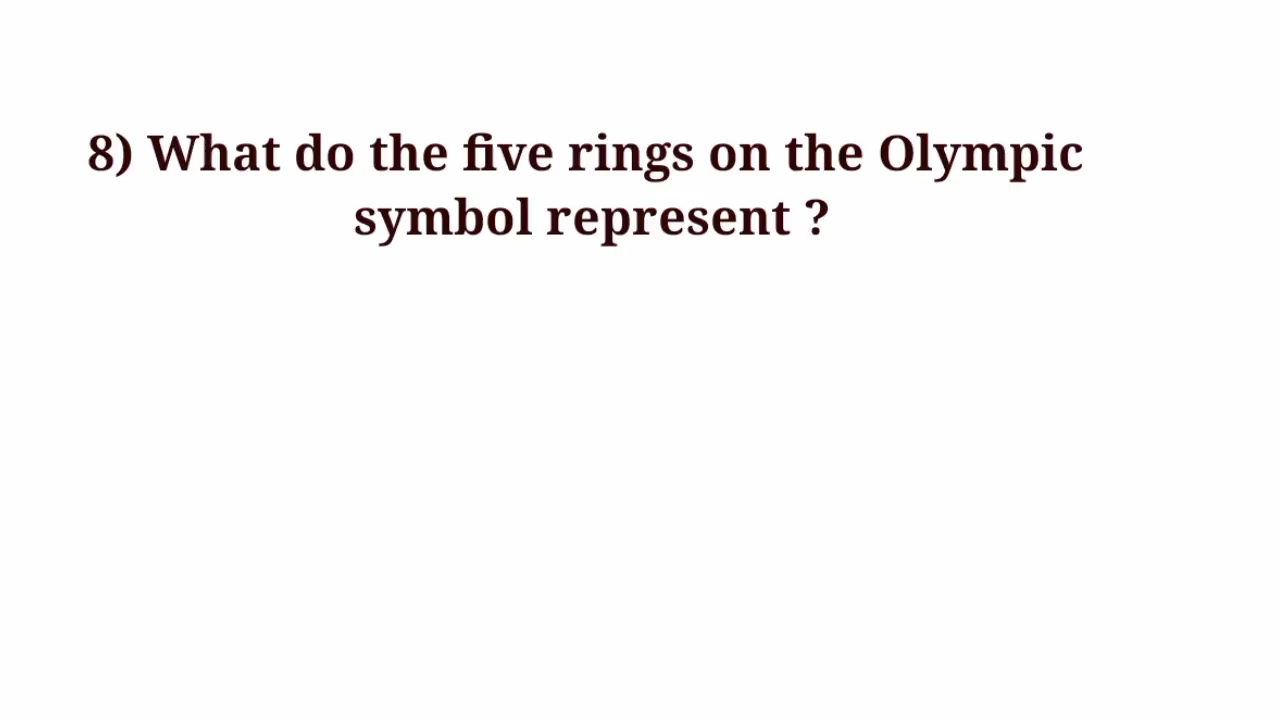 8) What do the five rings on the Olympic
symbol represent ?